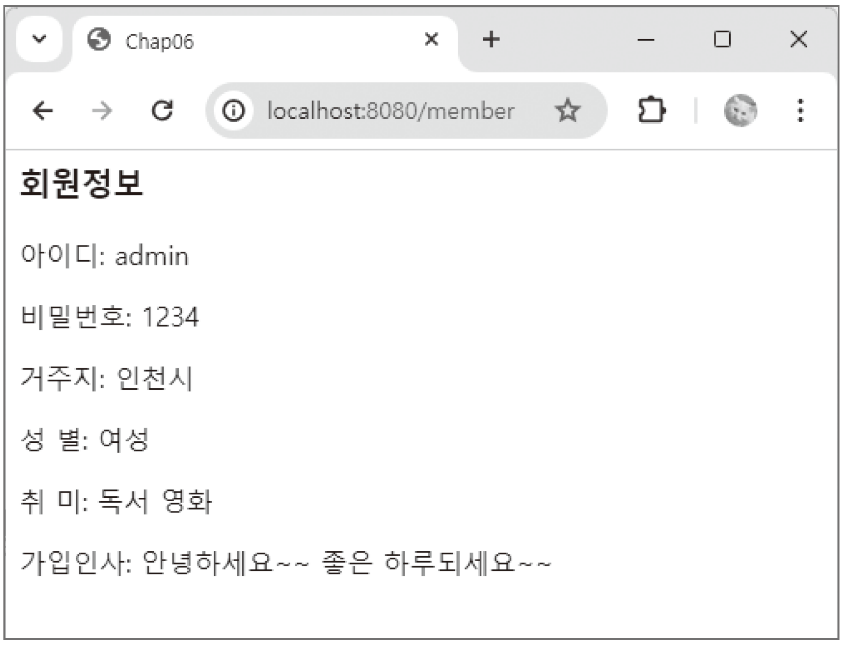 Chap06
localhost:8080/member
회원정보
아이디: admin
비밀번호: 1234
거주지: 인천시
성 별: 여성
취 미: 독서 영화
가입인사: 안녕하세요~~ 좋은 하루되세요~~